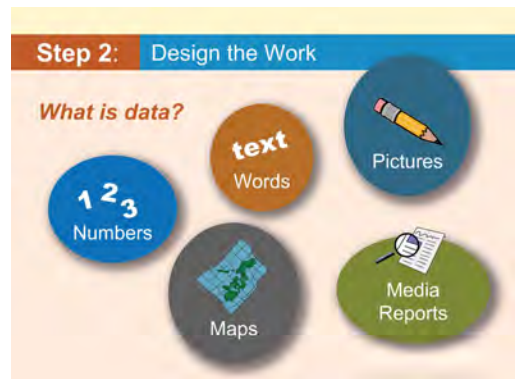 Step 2: Design the Work
What is data?
text
Words
Pictures
1 2 3
Numbers
Maps
Media
Reports